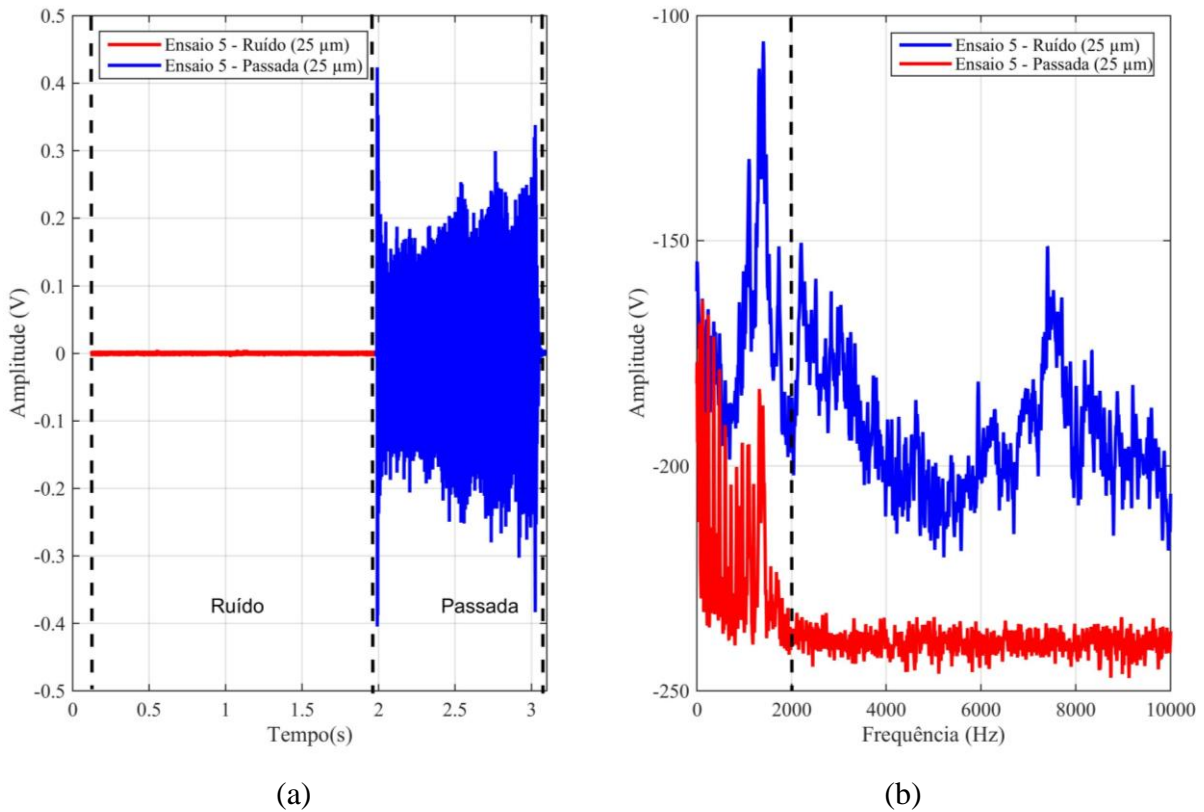 0.5
0.4
0.3
0.2
0.1
0
-0.1
-0.2
-0.3
-0.4
-0.5
Amplitude (V)
Ensaio 5 - Ruído (25 µm)
Ensaio 5 - Passada (25 µm)
Ruído
Passada
0 0.5 1 1.5 2 2.5 3
Tempo(s)
(a)
-100
-150
-200
-250
Amplitude (V)
Ensaio 5 - Ruído (25 µm)
Ensaio 5 - Passada (25 µm)
0 2000 4000 6000 8000 10000
Frequência (Hz)
(b)